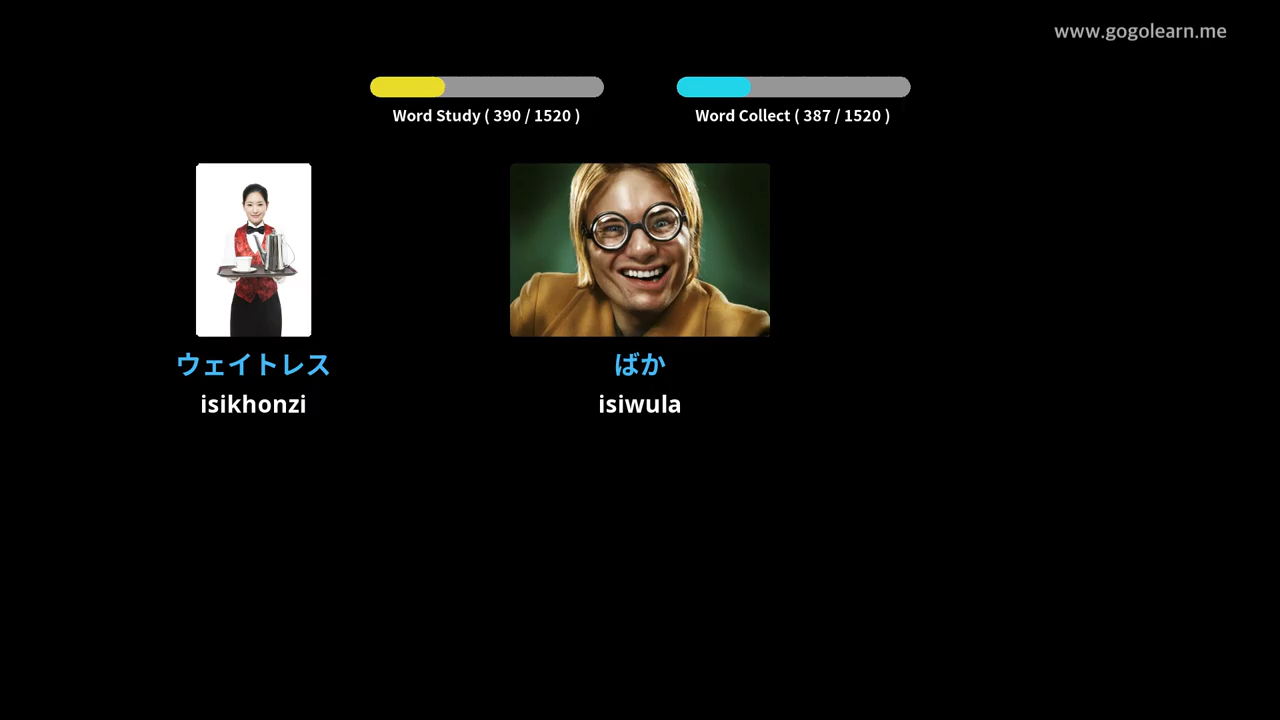 www.gogolearn.me
Word Study ( 390 / 1520 )
Word Collect ( 387 / 1520 )
ウェイトレス
isikhonzi
ばか
isiwula